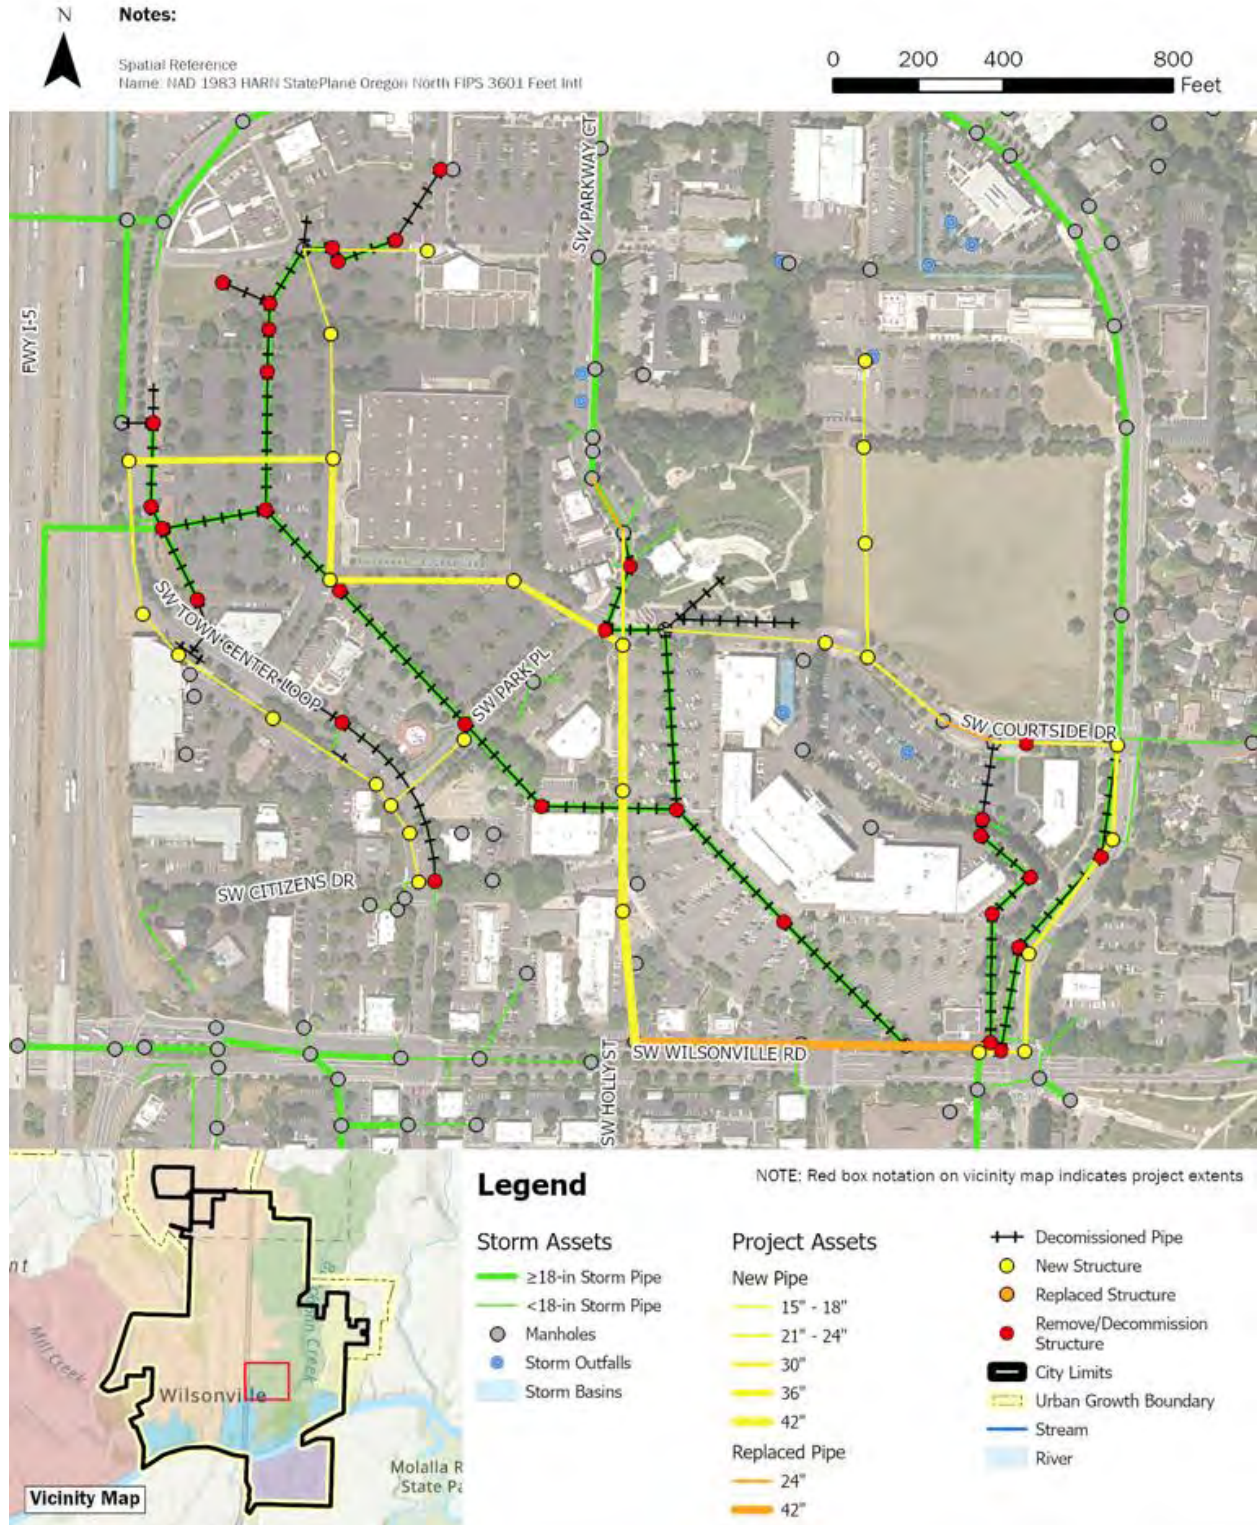 N
Notes:
Spatial Reference
Name: NAD 1983 HARN StatePlane Oregon North FIPS 3601 Feet Intl
0 200 400 800
Feet
SW PARKWAY CT
FWY I-5
SW TOWN CENTER LOOP
SW PARK PL
SW COURTSIDE DR
SW CITIZENS DR
SW WILSONVILLE RD
SW HOLLY ST
NOTE: Red box notation on vicinity map indicates project extents
Legend
Storm Assets
≥18-in Storm Pipe
<18-in Storm Pipe
Manholes
Storm Outfalls
Storm Basins
Project Assets
New Pipe
15" - 18"
21" - 24"
30"
36"
42"
Replaced Pipe
24"
42"
Decomissioned Pipe
New Structure
Replaced Structure
Remove/Decommission
Structure
City Limits
Urban Growth Boundary
Stream
River
nt
Mill Creek
Creek
Wilsonville
Molalla R
State Pa
Vicinity Map